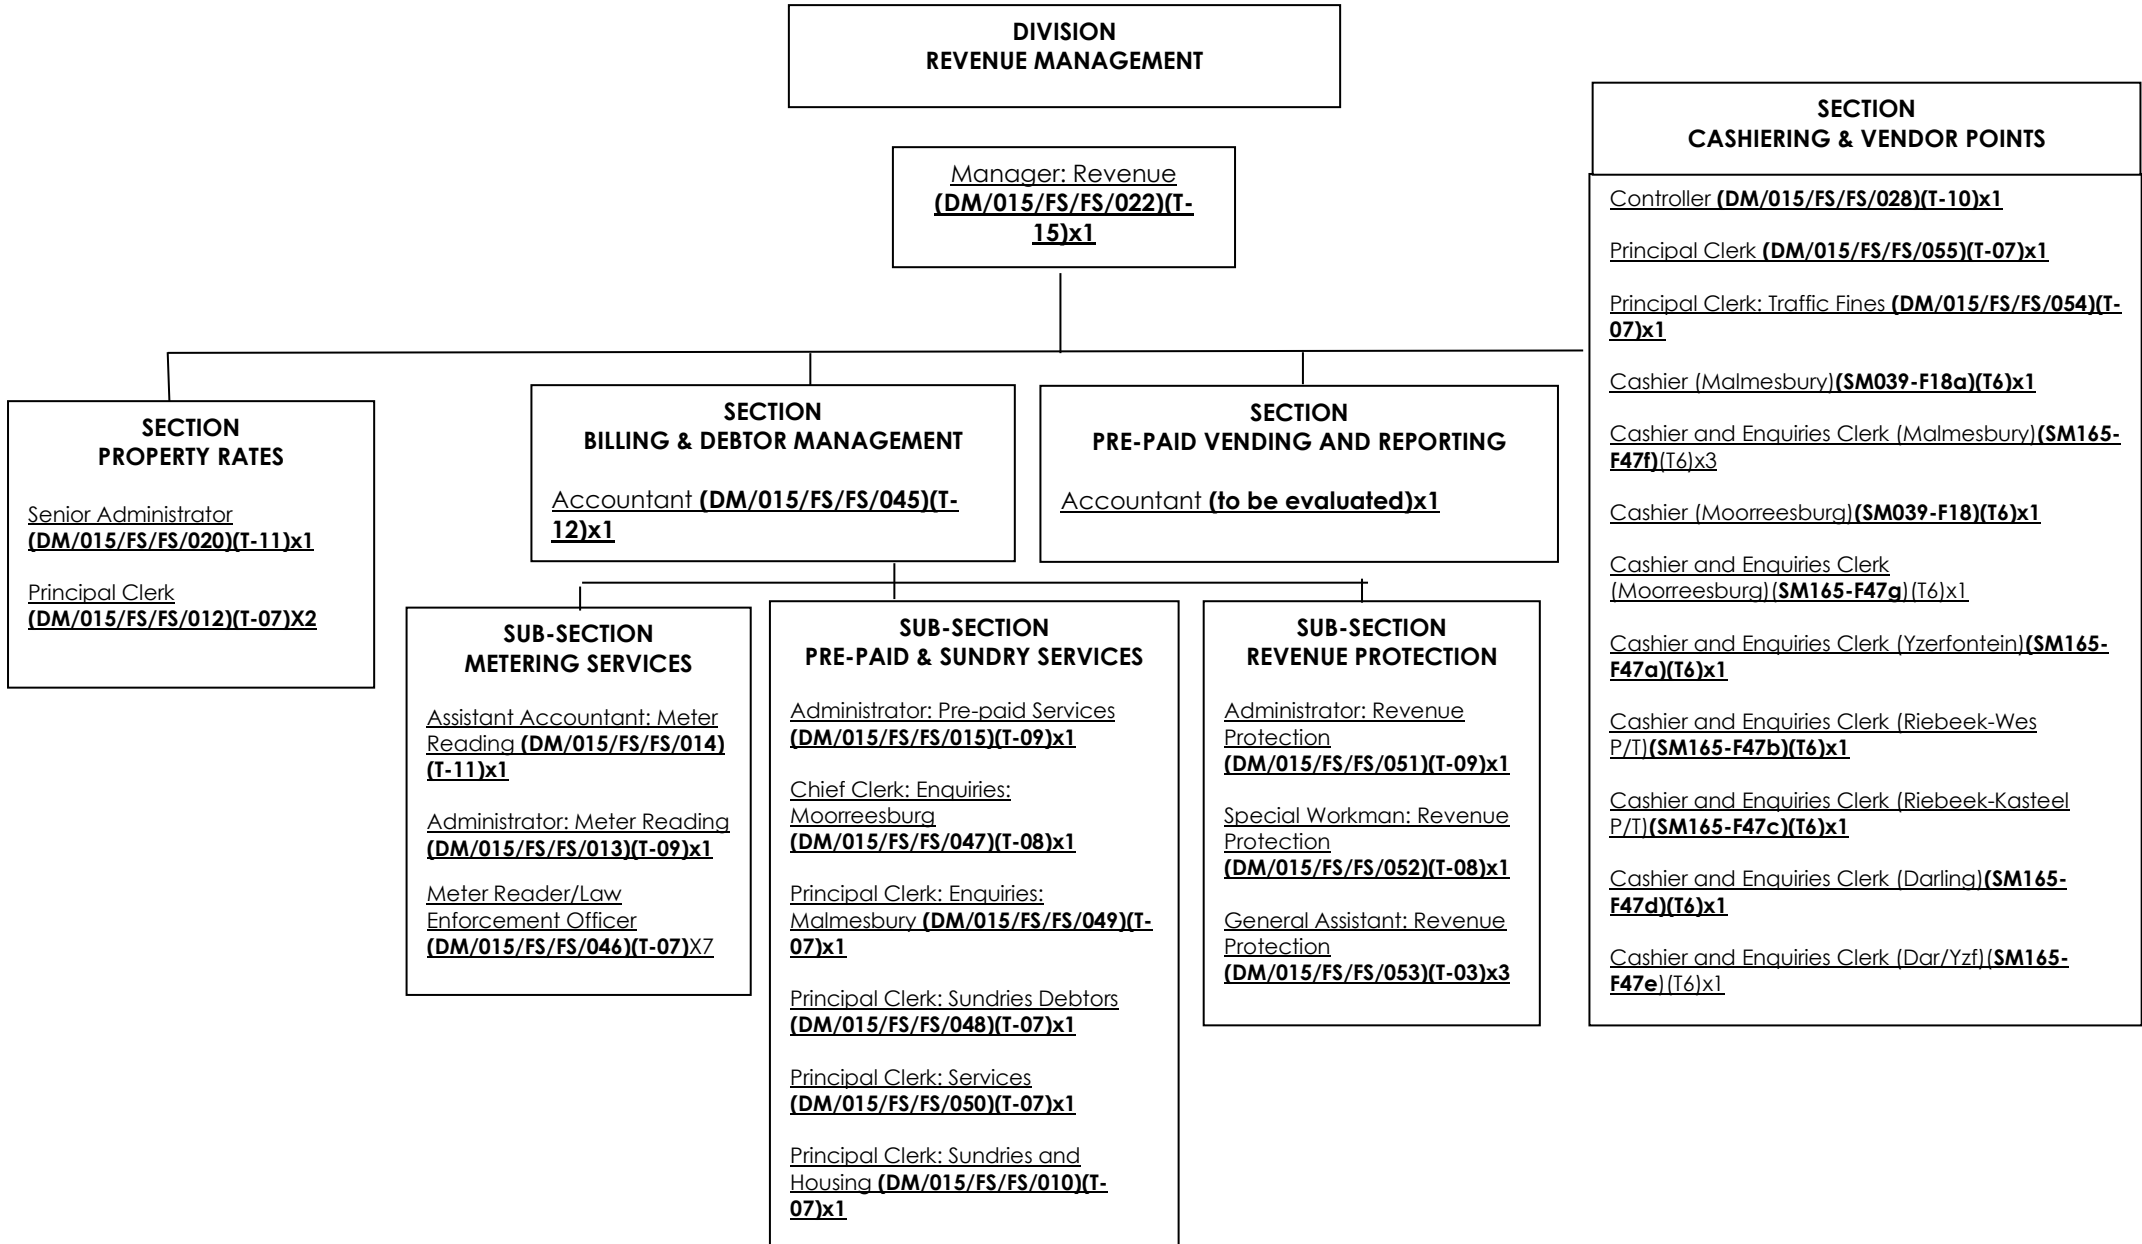 DIVISION
REVENUE MANAGEMENT
Manager: Revenue
(DM/015/FS/FS/022)(T-
15)x1
SECTION
PROPERTY RATES
Senior Administrator
(DM/015/FS/FS/020)(T-11)x1
Principal Clerk
(DM/015/FS/FS/012)(T-07)X2
SECTION
BILLING & DEBTOR MANAGEMENT
Accountant (DM/015/FS/FS/045)(T-
12)x1
SECTION
PRE-PAID VENDING AND REPORTING
Accountant (to be evaluated)x1
SUB-SECTION
METERING SERVICES
Assistant Accountant: Meter
Reading (DM/015/FS/FS/014)
(T-11)x1
Administrator: Meter Reading
(DM/015/FS/FS/013)(T-09)x1
Meter Reader/Law
Enforcement Officer
(DM/015/FS/FS/046)(T-07)X7
SUB-SECTION
PRE-PAID & SUNDRY SERVICES
Administrator: Pre-paid Services
(DM/015/FS/FS/015)(T-09)x1
Chief Clerk: Enquiries:
Moorreesburg
(DM/015/FS/FS/047)(T-08)x1
Principal Clerk: Enquiries:
Malmesbury (DM/015/FS/FS/049)(T-
07)x1
Principal Clerk: Sundries Debtors
(DM/015/FS/FS/048)(T-07)x1
Principal Clerk: Services
(DM/015/FS/FS/050)(T-07)x1
Principal Clerk: Sundries and
Housing (DM/015/FS/FS/010)(T-
07)x1
SUB-SECTION
REVENUE PROTECTION
Administrator: Revenue
Protection
(DM/015/FS/FS/051)(T-09)x1
Special Workman: Revenue
Protection
(DM/015/FS/FS/052)(T-08)x1
General Assistant: Revenue
Protection
(DM/015/FS/FS/053)(T-03)x3
SECTION
CASHIERING & VENDOR POINTS
Controller (DM/015/FS/FS/028)(T-10)x1
Principal Clerk (DM/015/FS/FS/055)(T-07)x1
Principal Clerk: Traffic Fines (DM/015/FS/FS/054)(T-
07)x1
Cashier (Malmesbury)(SM039-F18a)(T6)x1
Cashier and Enquiries Clerk (Malmesbury)(SM165-
F47f)(T6)x3
Cashier (Moorreesburg)(SM039-F18)(T6)x1
Cashier and Enquiries Clerk
(Moorreesburg)(SM165-F47g)(T6)x1
Cashier and Enquiries Clerk (Yzerfontein)(SM165-
F47a)(T6)x1
Cashier and Enquiries Clerk (Riebeek-Wes
P/T)(SM165-F47b)(T6)x1
Cashier and Enquiries Clerk (Riebeek-Kasteel
P/T)(SM165-F47c)(T6)x1
Cashier and Enquiries Clerk (Darling)(SM165-
F47d)(T6)x1
Cashier and Enquiries Clerk (Dar/Yzf)(SM165-
F47e)(T6)x1